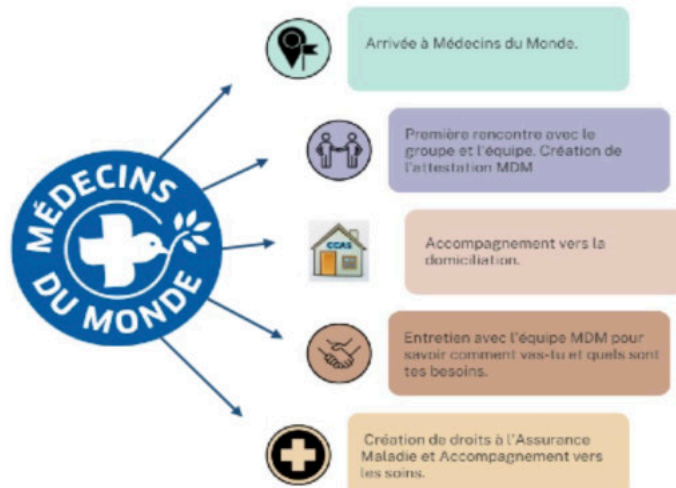 Arrivée à Médecins du Monde.
Première rencontre avec le
groupe et l'équipe. Création de
l'attestation MDM
MÉDECINS
DU MONDE
CCAS
Accompagnement vers la
domiciliation.
Entretien avec l'équipe MDM pour
savoir comment vas-tu et quels sont
tes besoins.
Création de droits à l'Assurance
Maladie et Accompagnement vers
les soins.